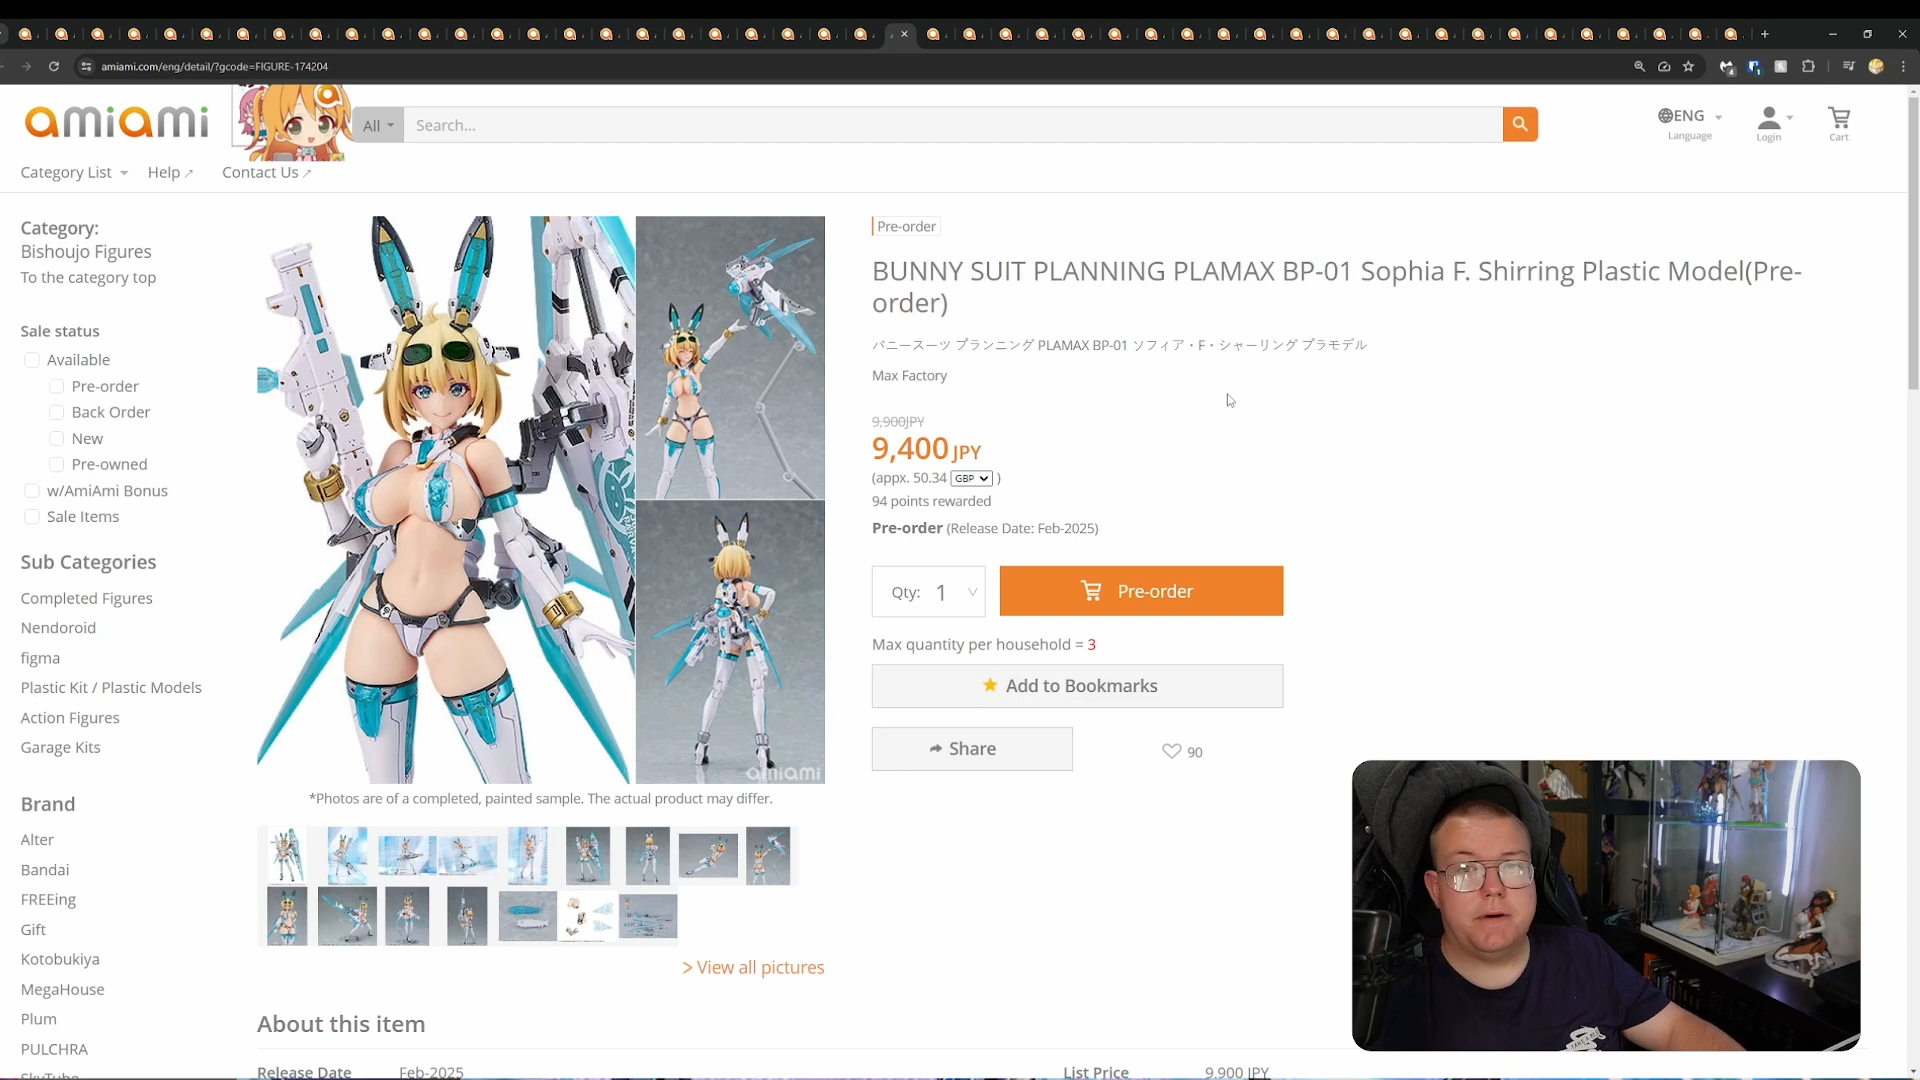 amiami.com/eng/detail/?gcode=FIGURE-174204
amiami
All
Search...
ENG
Language
Login
Cart
Category List
Help
Contact Us
Category:
Bishoujo Figures
To the category top
Sale status
Available
Pre-order
Back Order
New
Pre-owned
w/AmiAmi Bonus
Sale Items
Sub Categories
Completed Figures
Nendoroid
figma
Plastic Kit / Plastic Models
Action Figures
Garage Kits
Brand
Alter
Bandai
FREEing
Gift
Kotobukiya
MegaHouse
Plum
PULCHRA
SkyTube
amiami
*Photos are of a completed, painted sample. The actual product may differ.
> View all pictures
About this item
Release Date Feb-2025
List Price 9,900 JPY
Pre-order
BUNNY SUIT PLANNING PLAMAX BP-01 Sophia F. Shirring Plastic Model(Pre-
order)
バニースーツ プランニング PLAMAX BP-01 ソフィア・F・シャーリング プラモデル
Max Factory
9,900JPY
9,400 JPY
(appx. 50.34 GBP )
94 points rewarded
Pre-order (Release Date: Feb-2025)
Qty: 1
Pre-order
Max quantity per household = 3
Add to Bookmarks
Share
90